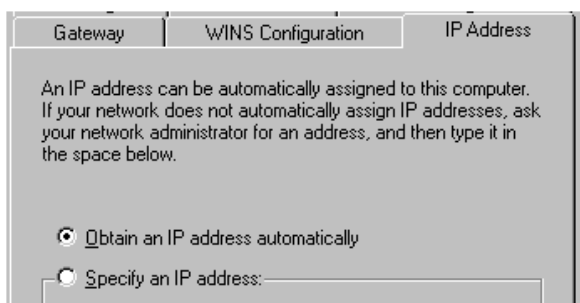 Gateway WINS Configuration IP Address
An IP address can be automatically assigned to this computer.
If your network does not automatically assign IP addresses, ask
your network administrator for an address, and then type it in
the space below.
Obtain an IP address automatically
Specify an IP address: